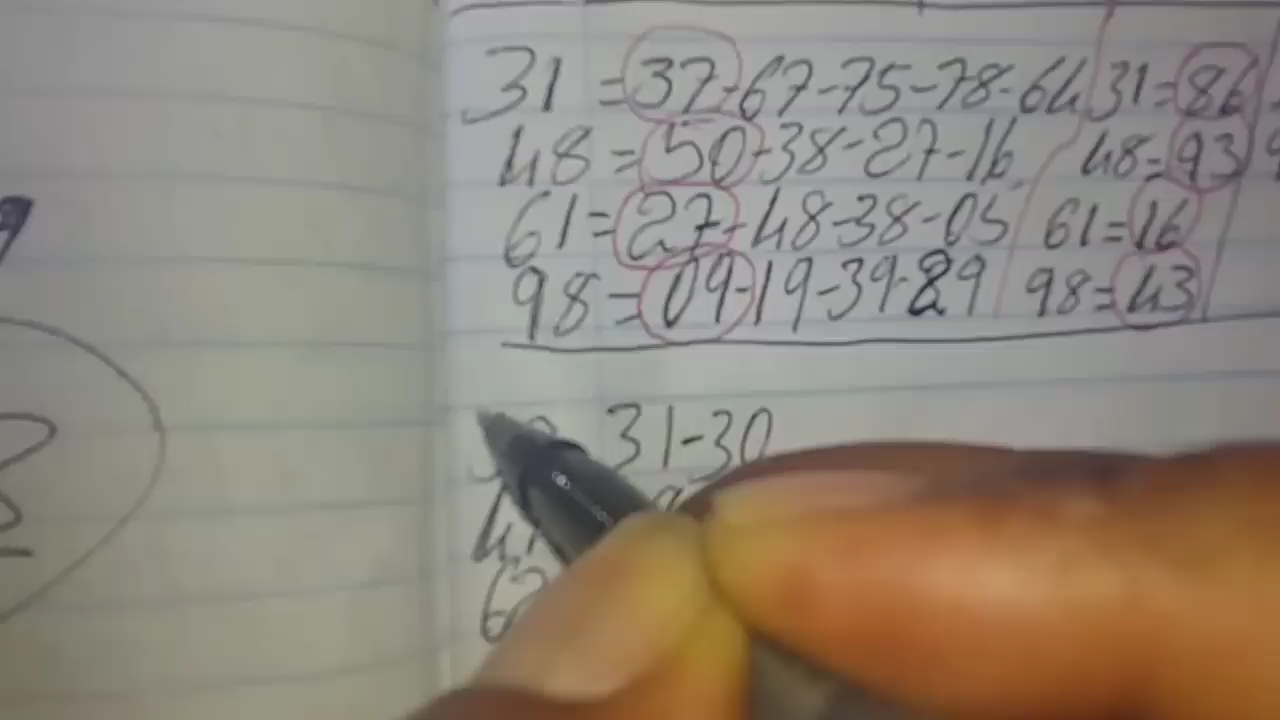 31 = 37-67-75-78-64 31=86
48 = 50-38-27-16 48=93
61 = 27-48-38-05 61=16
98 = 09-19-39-29 98=43
31-30